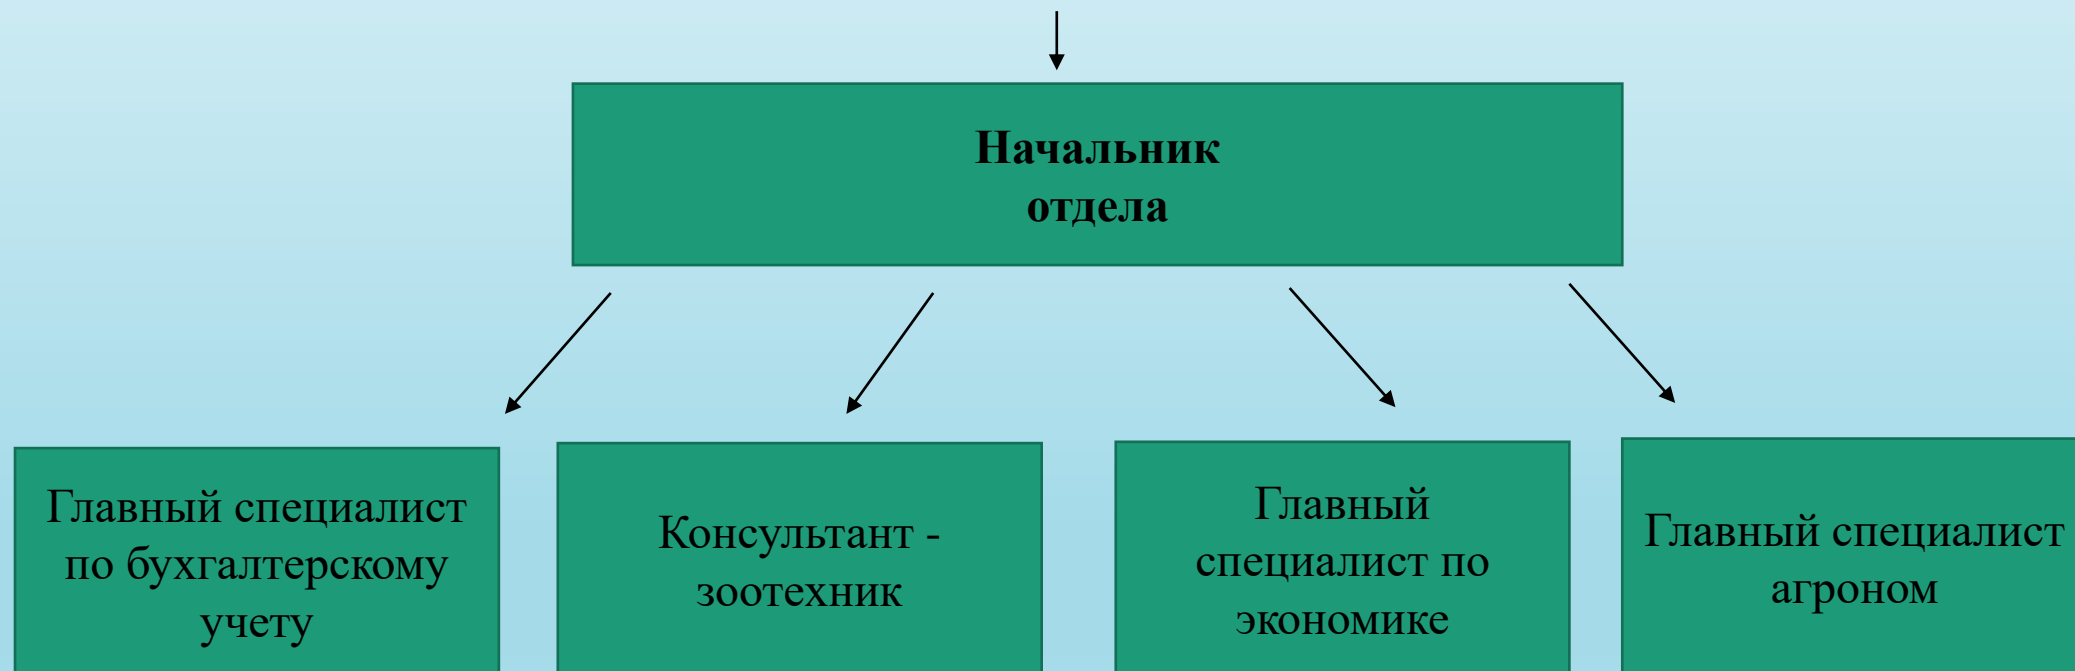 Начальник
отдела
Главный специалист
по бухгалтерскому
учету
Консультант -
зоотехник
Главный
специалист по
экономике
Главный специалист
агроном